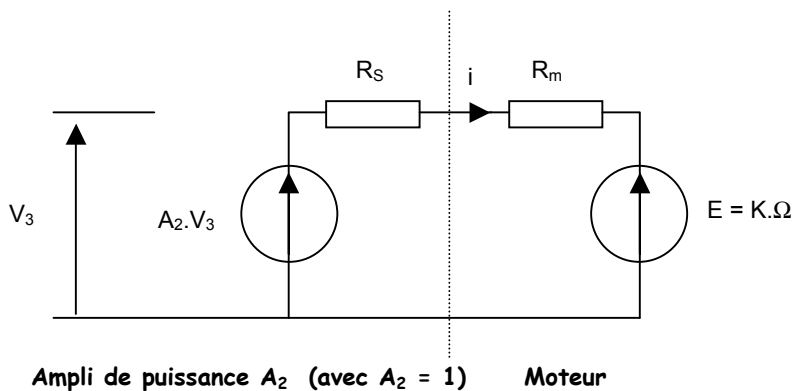 R_S i R_m
V_3 A_2.V_3 E = K.Ω
Ampli de puissance A_2 (avec A_2 = 1) Moteur